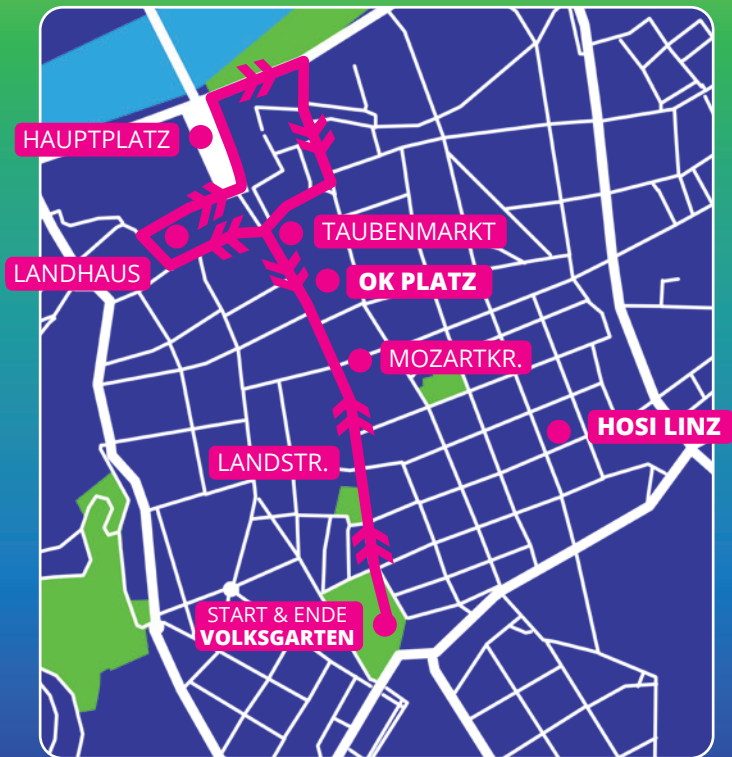 HAUPTPLATZ
TAUBENMARKT
LANDHAUS
OK PLATZ
MOZARTKR.
HOSI LINZ
LANDSTR.
START & ENDE
VOLKSGARTEN